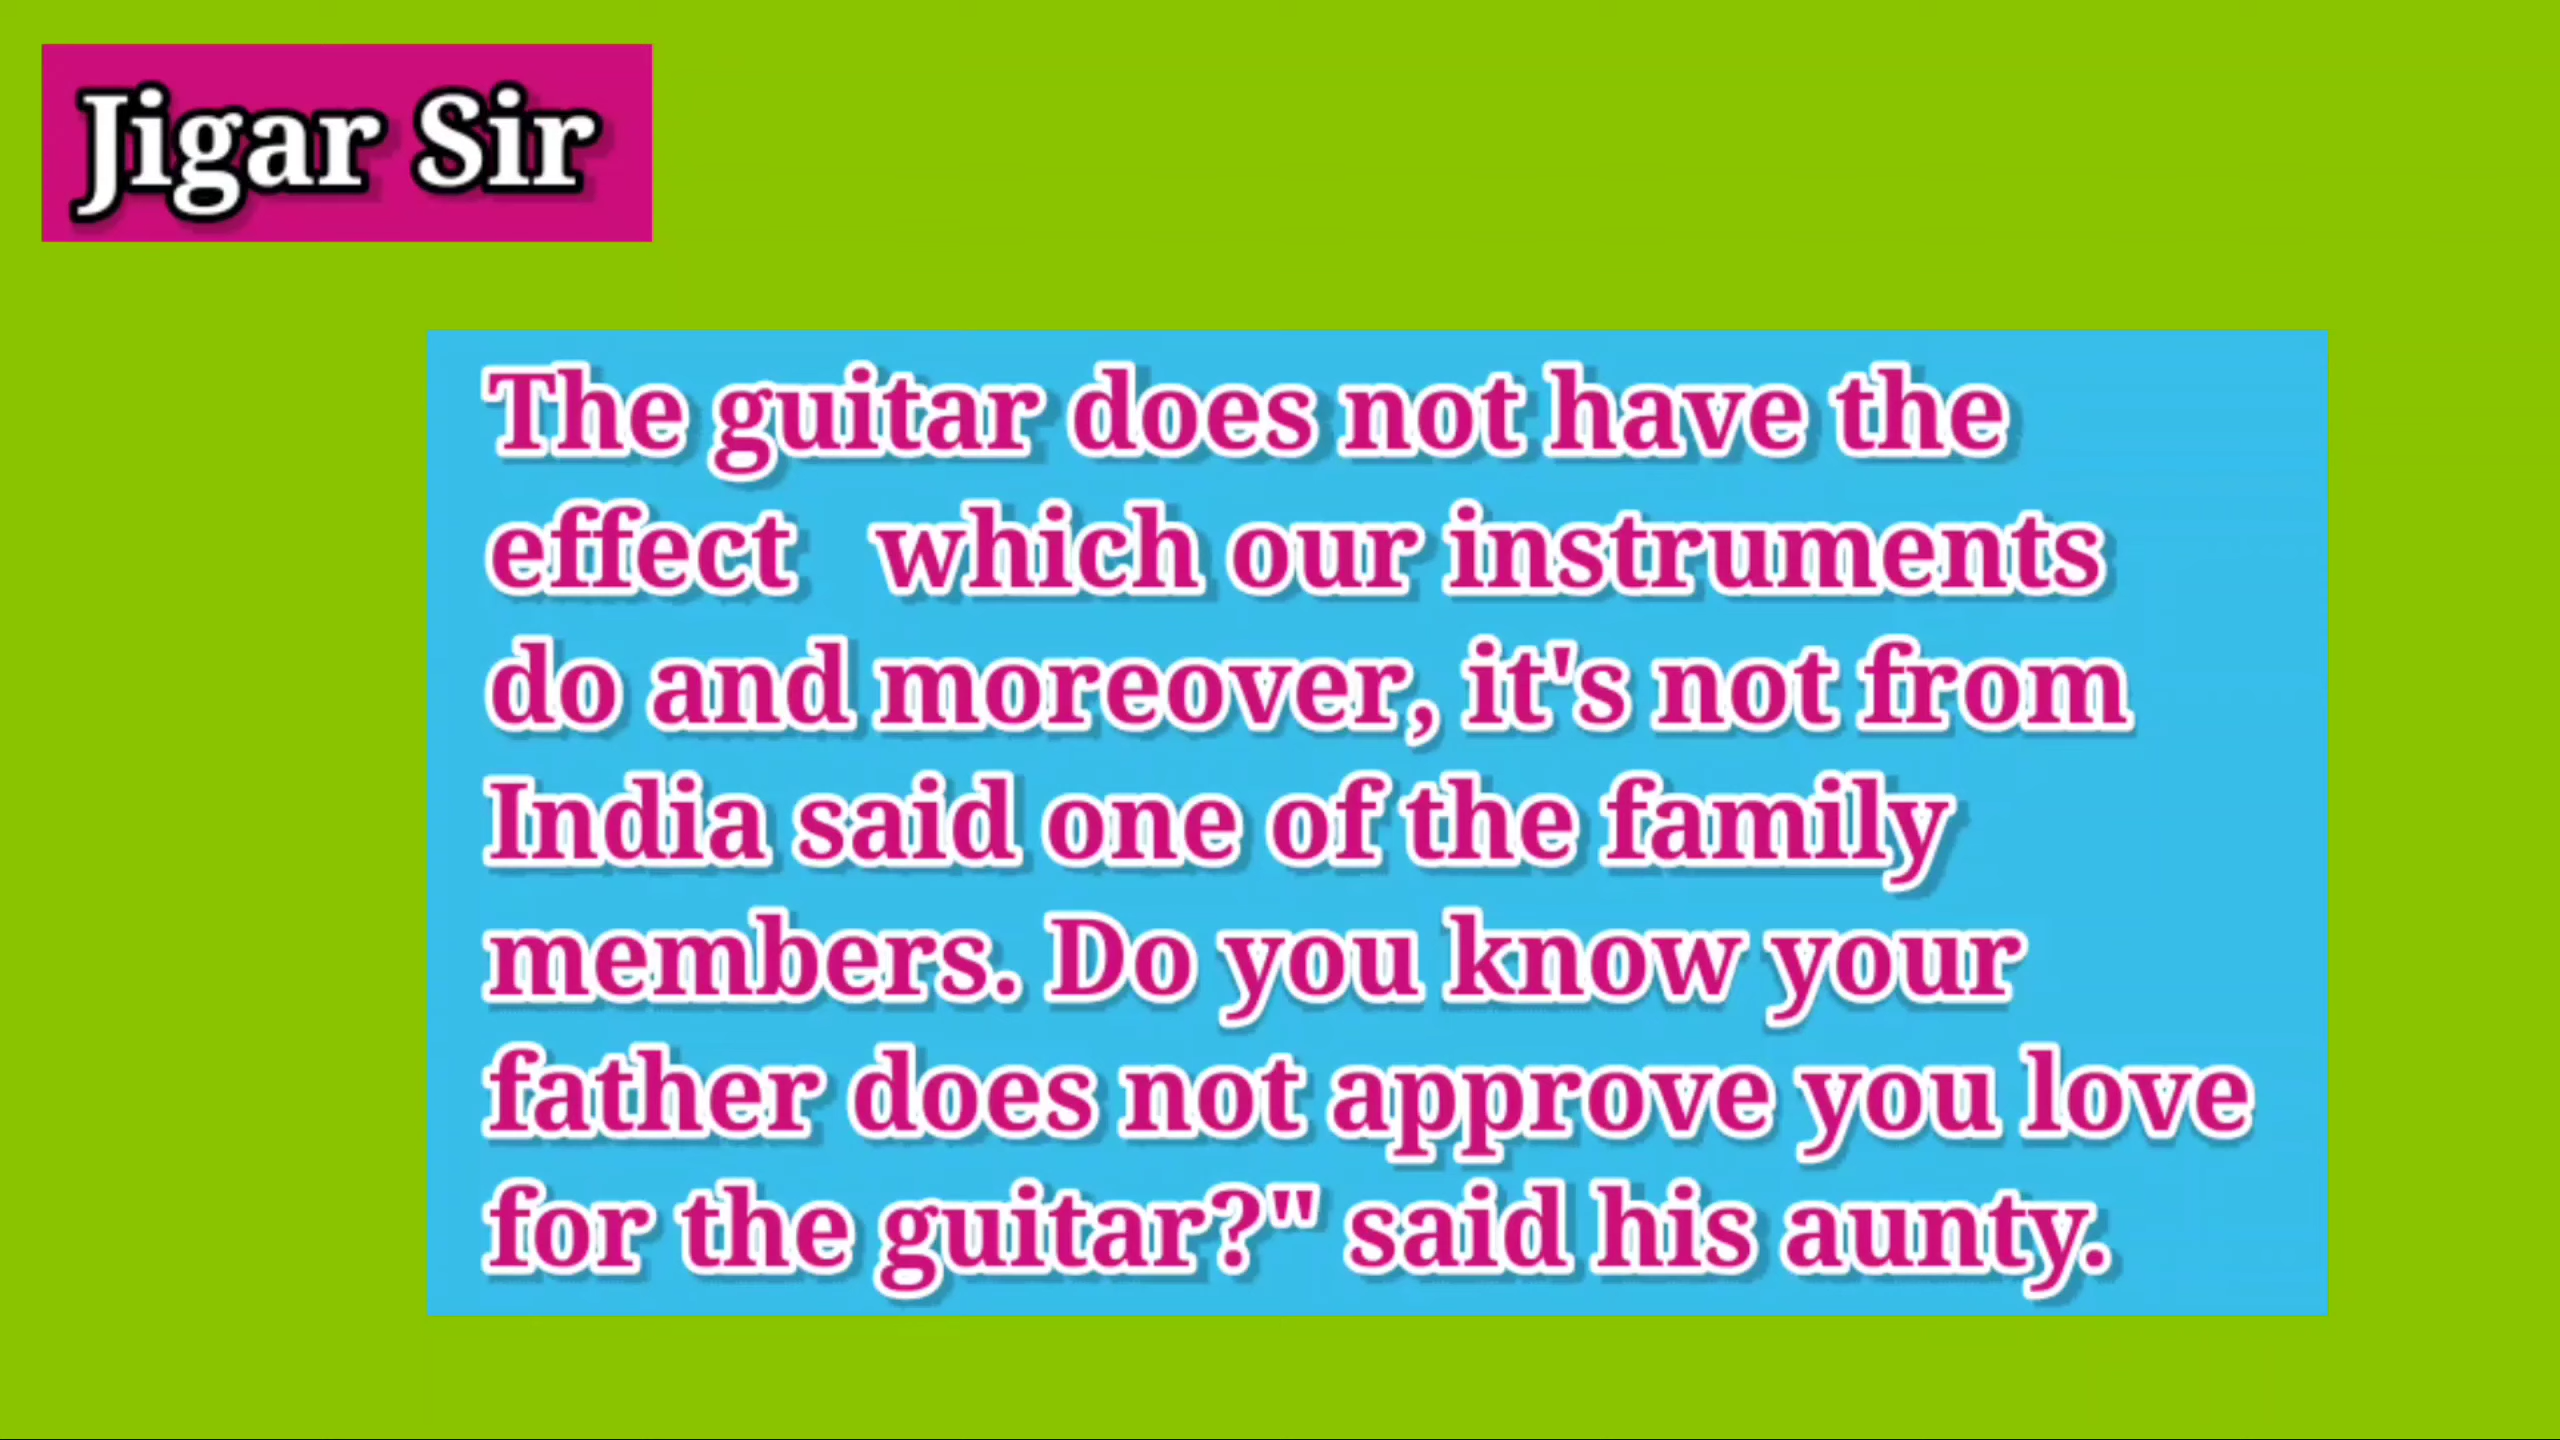 Jigar Sir
The guitar does not have the
effect   which our instruments
do and moreover, it's not from
India said one of the family
members. Do you know your
father does not approve you love
for the guitar?" said his aunty.